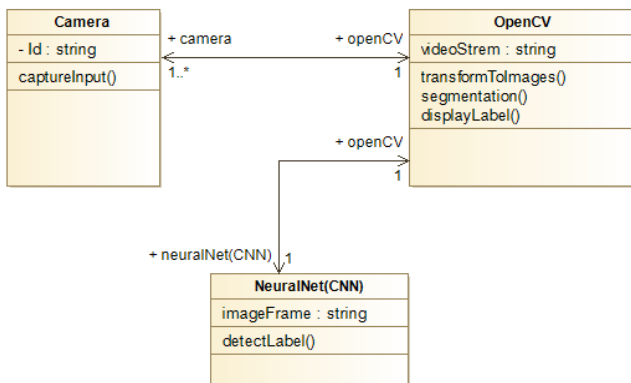 Camera
- Id : string
captureInput()
+ camera
1..*
+ openCV
1
OpenCV
videoStrem : string
transformToImages()
segmentation()
displayLabel()
+ openCV
1
+ neuralNet(CNN)
1
NeuralNet(CNN)
imageFrame : string
detectLabel()